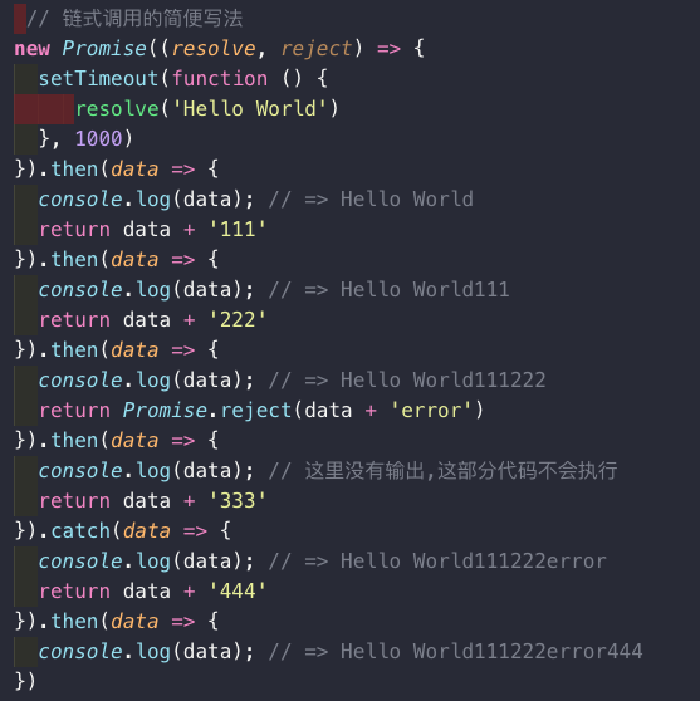 // 链式调用的简便写法
new Promise((resolve, reject) => {
  setTimeout(function () {
     resolve('Hello World')
  }, 1000)
}).then(data => {
  console.log(data); // => Hello World
  return data + '111'
}).then(data => {
  console.log(data); // => Hello World111
  return data + '222'
}).then(data => {
  console.log(data); // => Hello World111222
  return Promise.reject(data + 'error')
}).then(data => {
  console.log(data); // 这里没有输出,这部分代码不会执行
  return data + '333'
}).catch(data => {
  console.log(data); // => Hello World111222error
  return data + '444'
}).then(data => {
  console.log(data); // => Hello World111222error444
})